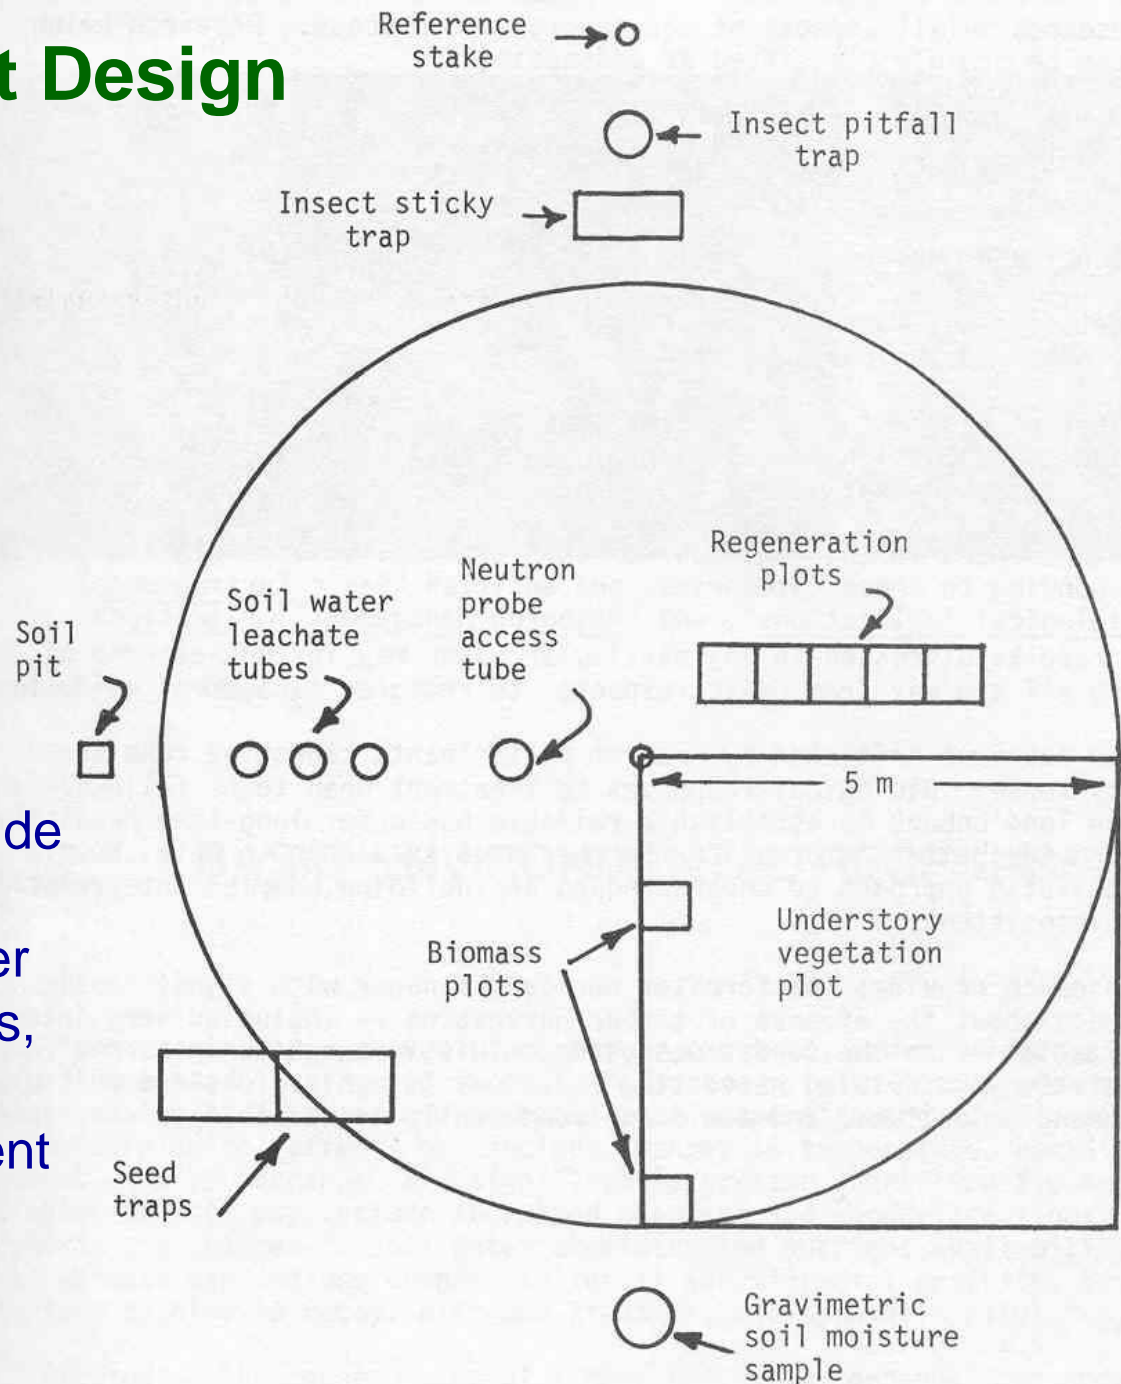 t Design
Reference
stake
Insect pitfall
trap
Insect sticky
trap
Regeneration
plots
Neutron
probe
access
tube
Soil water
leachate
tubes
Soil
pit
5 m
de
er
s,
ent
Understory
vegetation
plot
Biomass
plots
Seed
traps
Gravimetric
soil moisture
sample